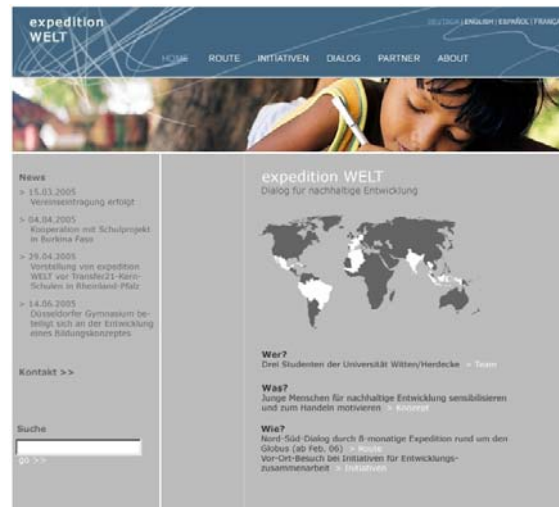 expedition
WELT
DEUTSCH | ENGLISH | ESPAÑOL | FRANÇA
HOME ROUTE INITIATIVEN DIALOG PARTNER ABOUT
News
> 15.03.2005
Vereinseintragung erfolgt
> 04.04.2005
Kooperation mit Schulprojekt
in Burkina Faso
> 29.04.2005
Vorstellung von expedition
WELT vor Transfer21-Kern-
Schulen in Rheinland-Pfalz
> 14.06.2005
Düsseldorfer Gymnasium be-
teiligt sich an der Entwicklung
eines Bildungskonzeptes
Kontakt >>
Suche
go >>
expedition WELT
Dialog für nachhaltige Entwicklung
Wer?
Drei Studenten der Universität Witten/Herdecke > Team
Was?
Junge Menschen für nachhaltige Entwicklung sensibilisieren
und zum Handeln motivieren > Konzept
Wie?
Nord-Süd-Dialog durch 8-monatige Expedition rund um den
Globus (ab Feb. 06) > Route
Vor-Ort-Besuch bei Initiativen für Entwicklungs-
zusammenarbeit > Initiativen